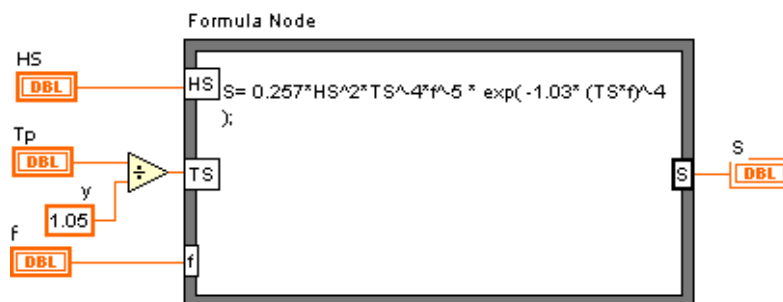 Formula Node
HS
DBL
HS
S= 0.257*HS^2*TS^-4*f^-5 * exp( -1.03* (TS*f)^-4
);
Tp
DBL
÷
TS
y
1.05
S
S
DBL
f
DBL
f